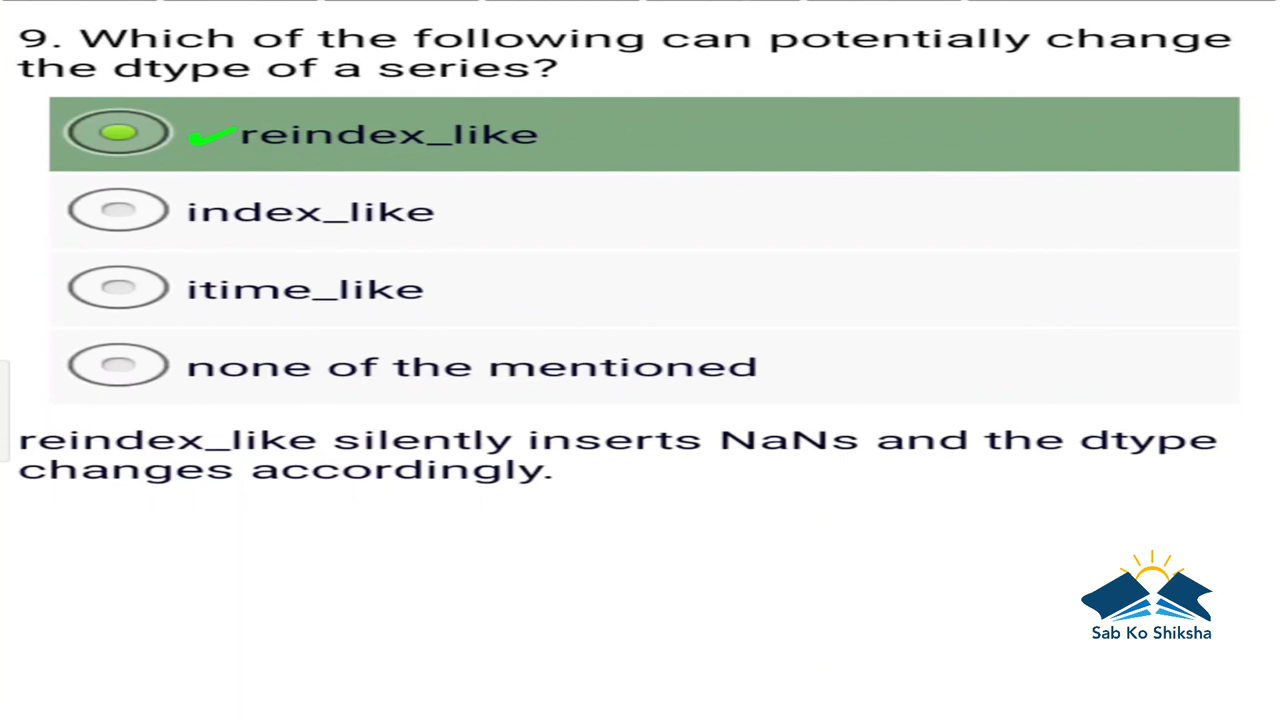 9. Which of the following can potentially change
the dtype of a series?
reindex_like
index_like
itime_like
none of the mentioned
reindex_like silently inserts NaNs and the dtype
changes accordingly.
Sab Ko Shiksha